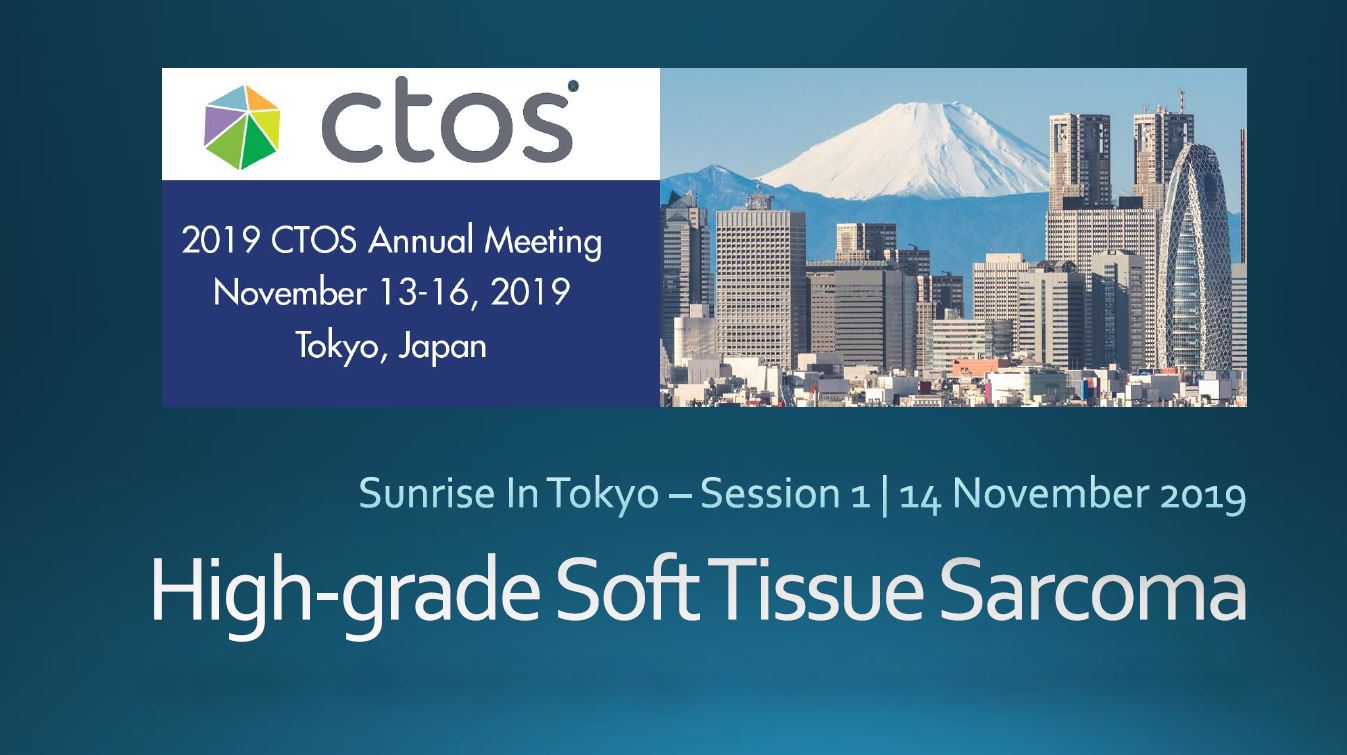 ctos®
2019 CTOS Annual Meeting
November 13-16, 2019
Tokyo, Japan
Sunrise In Tokyo – Session 1 | 14 November 2019
High-grade Soft Tissue Sarcoma